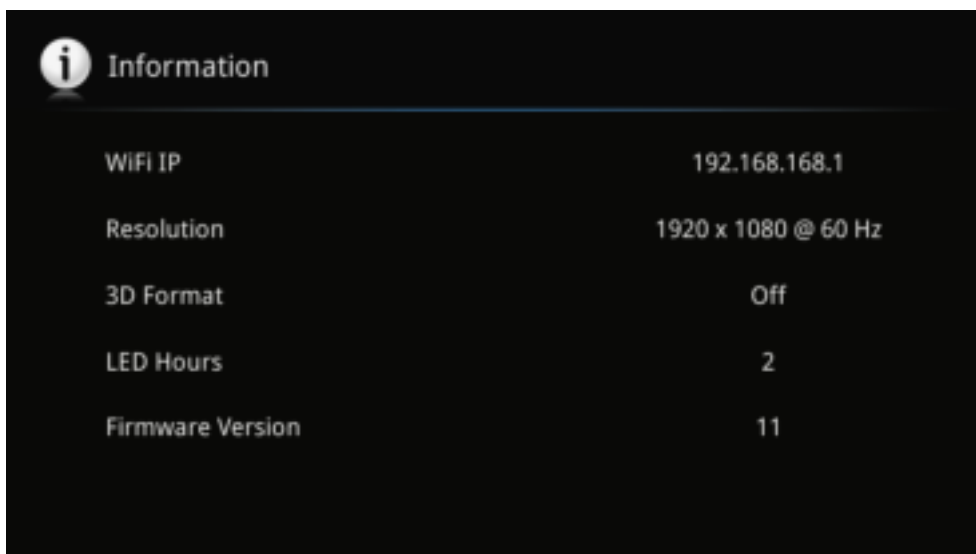 Information
WiFi IP 192.168.168.1
Resolution 1920 x 1080 @ 60 Hz
3D Format Off
LED Hours 2
Firmware Version 11